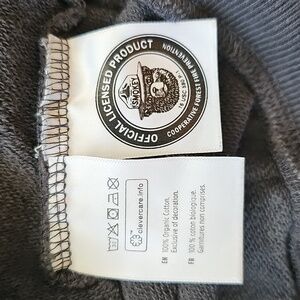 OFFICIAL LICENSED PRODUCT
COOPERATIVE FOREST FIRE PREVENTION
SMOKEY
clevercare.info
EN 100% Organic Cotton.
Exclusive of decoration.
FR 100 % coton biologique.
Garnitures non comprises.